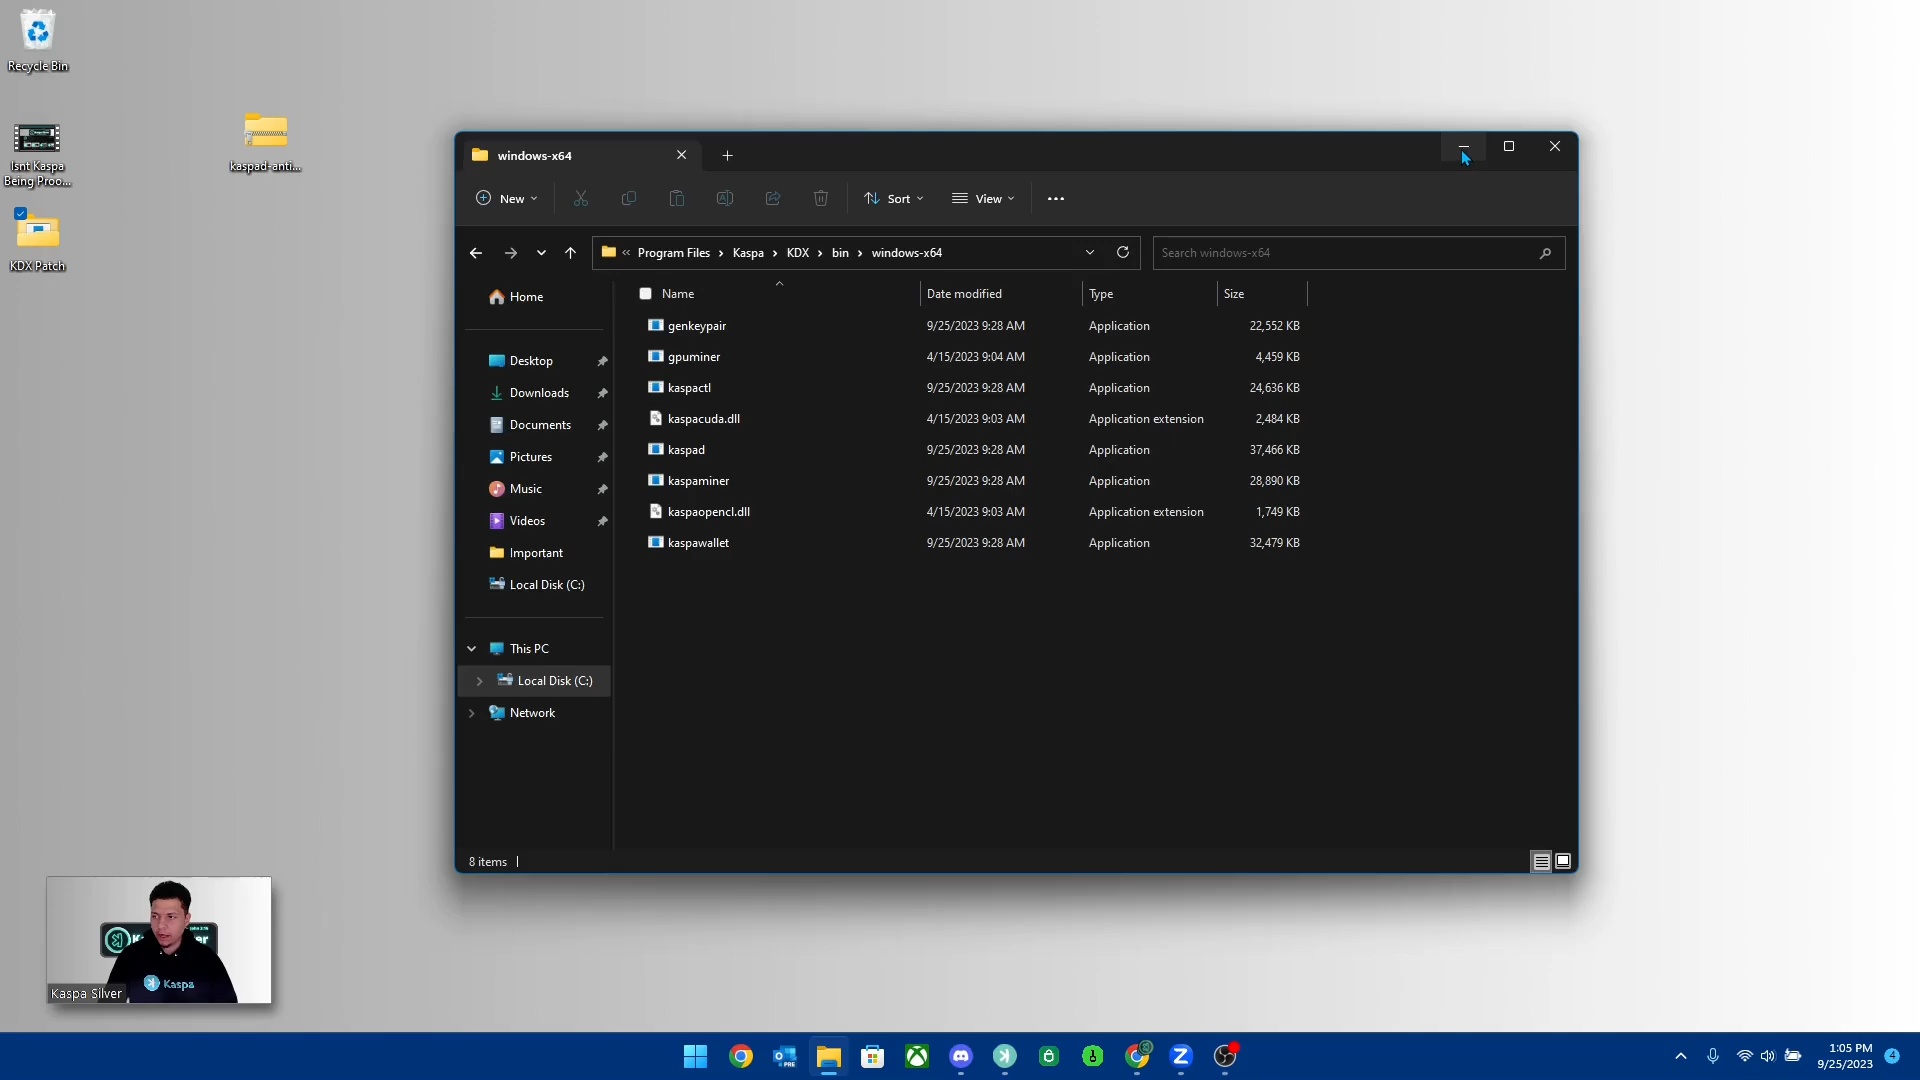 Recycle Bin
Isnt Kaspa
Being Proo...
KDX Patch
kaspad-anti...
windows-x64
New
Sort
View
«
Program Files
Kaspa
KDX
bin
windows-x64
Search windows-x64
Home
Desktop
Downloads
Documents
Pictures
Music
Videos
Important
Local Disk (C:)
This PC
Local Disk (C:)
Network
Name Date modified Type Size
genkeypair 9/25/2023 9:28 AM Application 22,552 KB
gpuminer 4/15/2023 9:04 AM Application 4,459 KB
kaspactl 9/25/2023 9:28 AM Application 24,636 KB
kaspacuda.dll 4/15/2023 9:03 AM Application extension 2,484 KB
kaspad 9/25/2023 9:28 AM Application 37,466 KB
kaspaminer 9/25/2023 9:28 AM Application 28,890 KB
kaspaopencl.dll 4/15/2023 9:03 AM Application extension 1,749 KB
kaspawallet 9/25/2023 9:28 AM Application 32,479 KB
8 items
Kaspa
Kaspa Silver
PRE
1:05 PM
9/25/2023
4